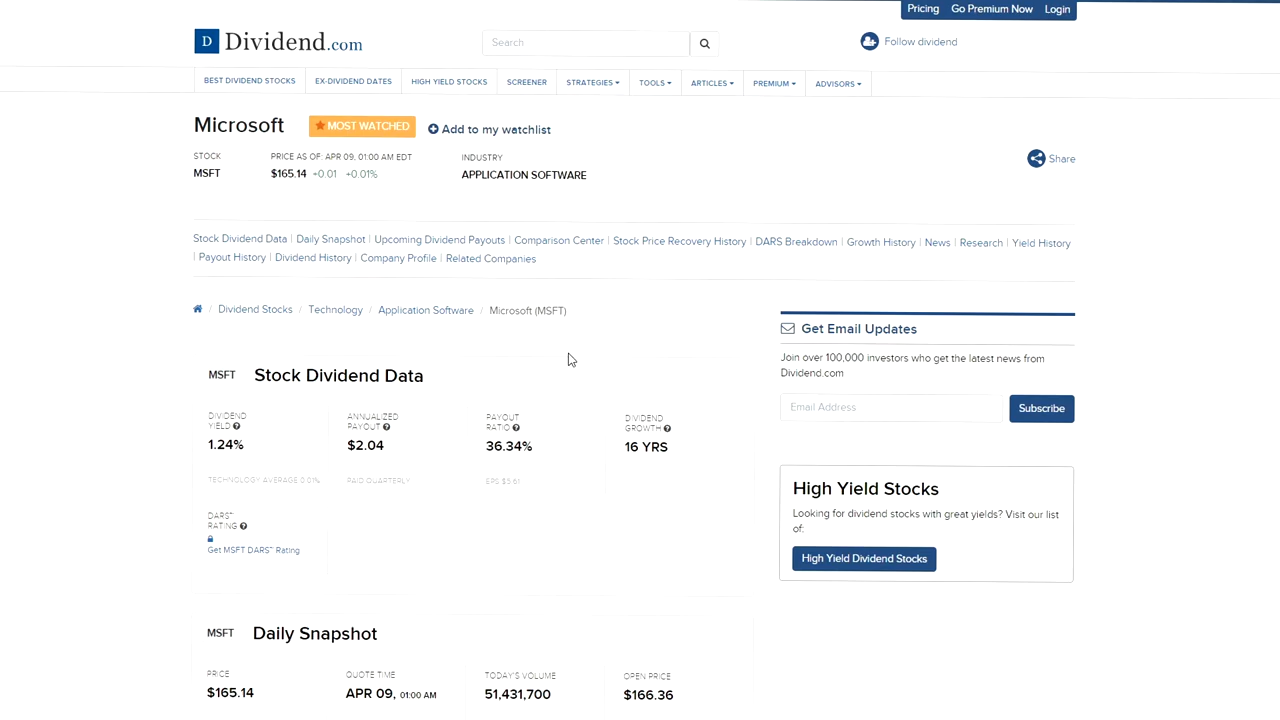 Pricing Go Premium Now Login
D Dividend.com
Search
Follow dividend
BEST DIVIDEND STOCKS EX-DIVIDEND DATES HIGH YIELD STOCKS SCREENER STRATEGIES TOOLS ARTICLES PREMIUM ADVISORS
Microsoft MOST WATCHED Add to my watchlist
STOCK PRICE AS OF: APR 09, 01:00 AM EDT INDUSTRY
Share
MSFT $165.14 +0.01 +0.01% APPLICATION SOFTWARE
Stock Dividend Data | Daily Snapshot | Upcoming Dividend Payouts | Comparison Center | Stock Price Recovery History | DARS Breakdown | Growth History | News | Research | Yield History
| Payout History | Dividend History | Company Profile | Related Companies
/ Dividend Stocks / Technology / Application Software / Microsoft (MSFT)
MSFT Stock Dividend Data
DIVIDEND YIELD ? ANNUALIZED PAYOUT ? PAYOUT RATIO ? DIVIDEND GROWTH ?
1.24% $2.04 36.34% 16 YRS
TECHNOLOGY AVERAGE 0.01% PAID QUARTERLY EPS $5.61
DARS™
RATING ?
Get MSFT DARS™ Rating
MSFT Daily Snapshot
PRICE QUOTE TIME TODAY'S VOLUME OPEN PRICE
$165.14 APR 09, 01:00 AM 51,431,700 $166.36
Get Email Updates
Join over 100,000 investors who get the latest news from
Dividend.com
Email Address Subscribe
High Yield Stocks
Looking for dividend stocks with great yields? Visit our list
of:
High Yield Dividend Stocks